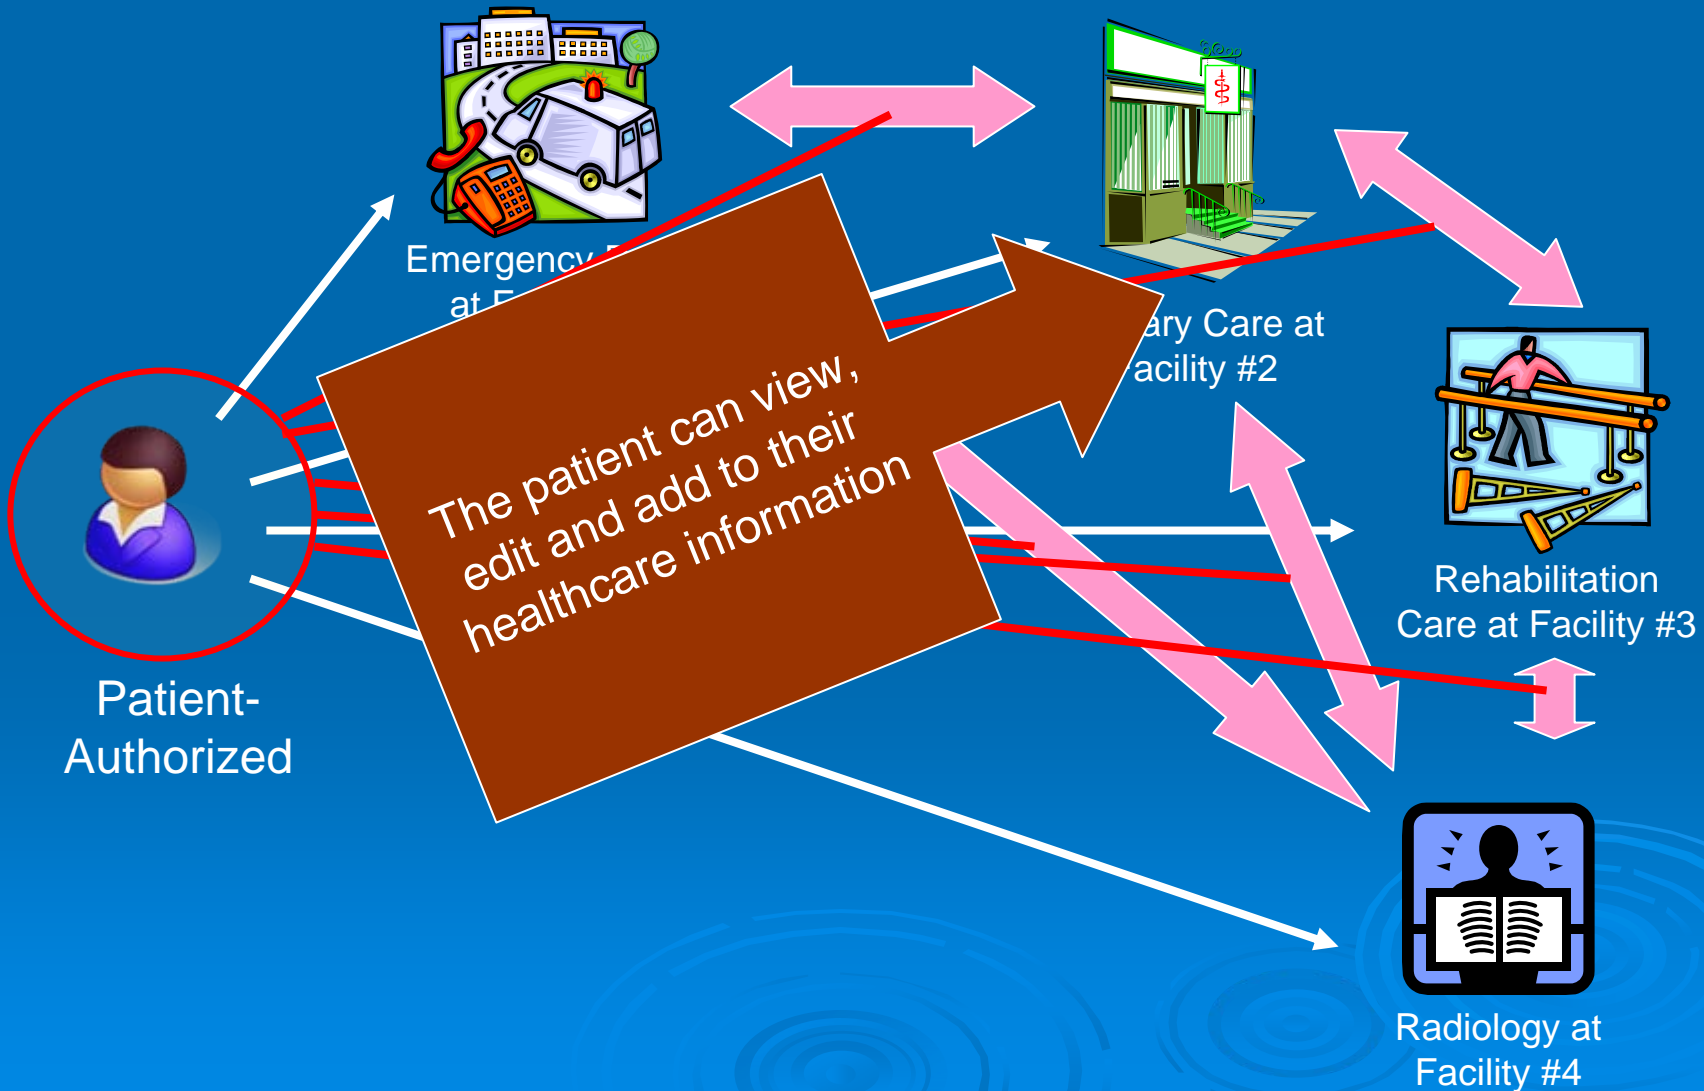 Emergency
at
ary Care at
acility #2
The patient can view,
edit and add to their
healthcare information
Rehabilitation
Care at Facility #3
Patient-
Authorized
Radiology at
Facility #4